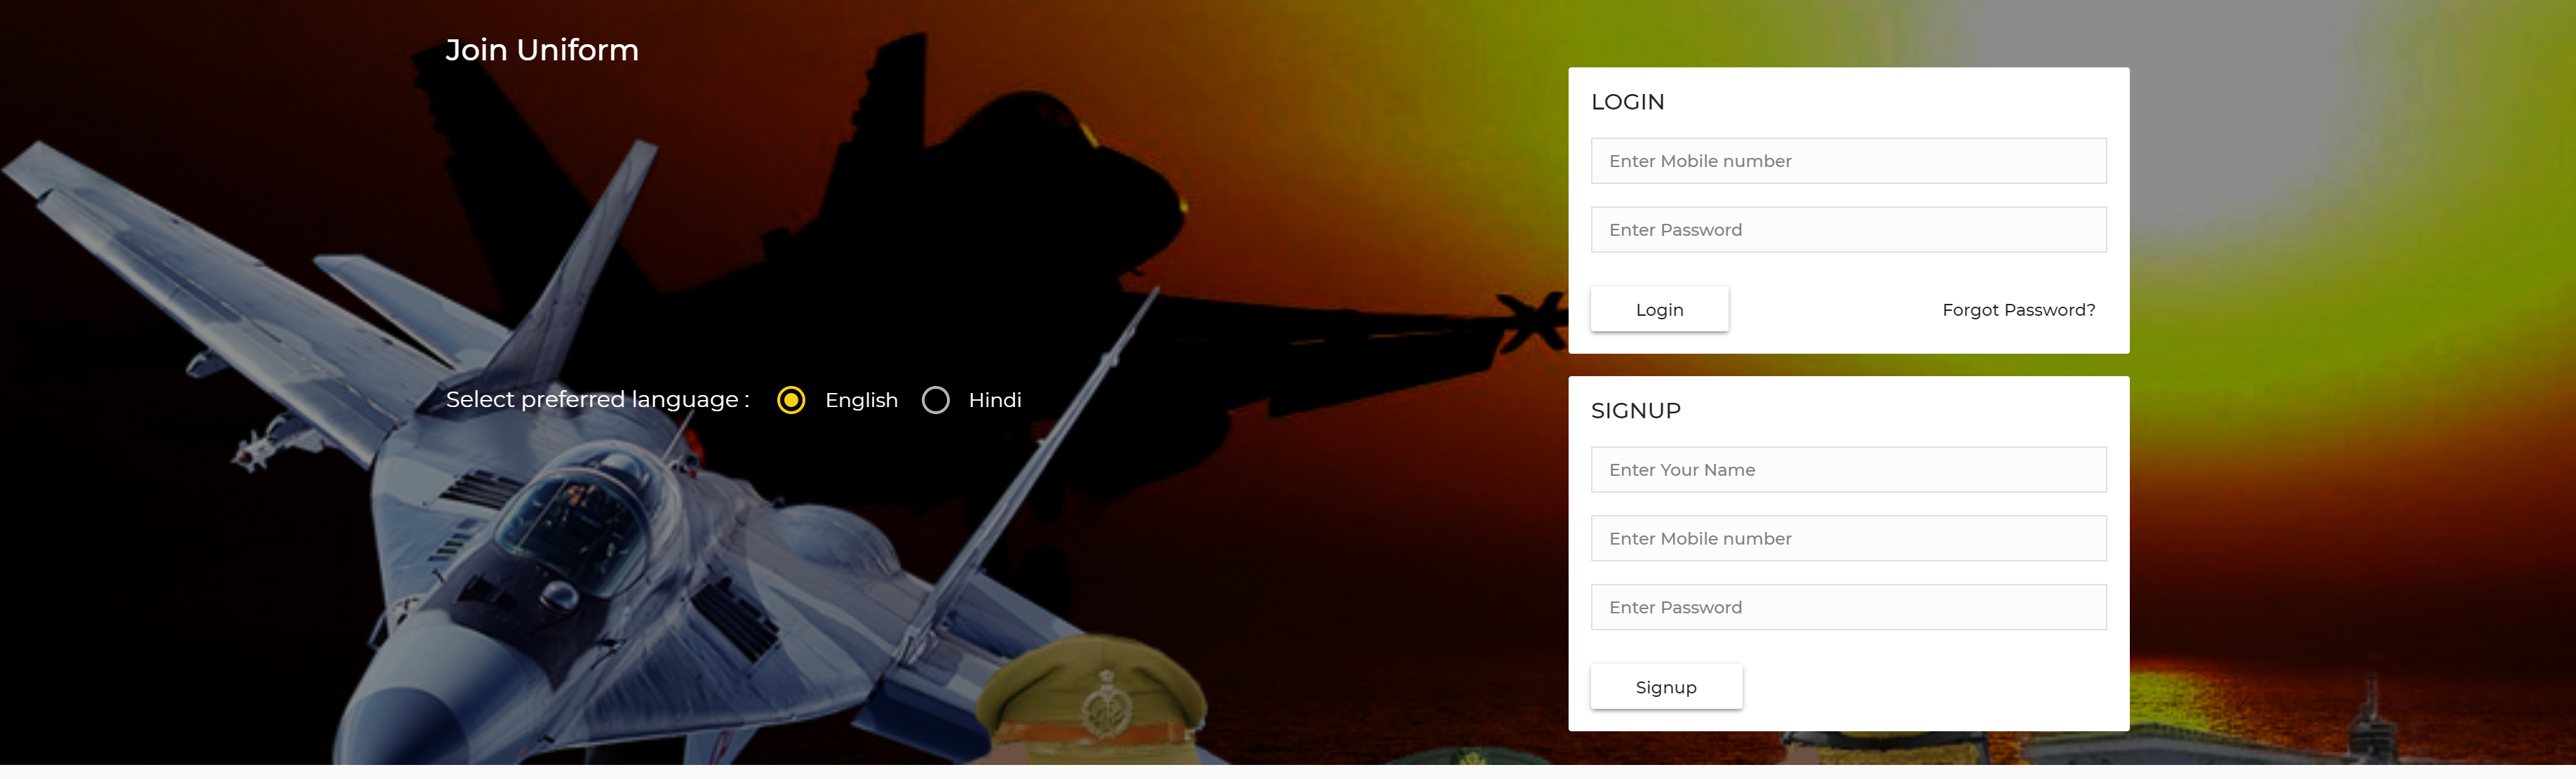 Join Uniform
Select preferred language :
English
Hindi
LOGIN
Enter Mobile number
Enter Password
Login
Forgot Password?
SIGNUP
Enter Your Name
Enter Mobile number
Enter Password
Signup